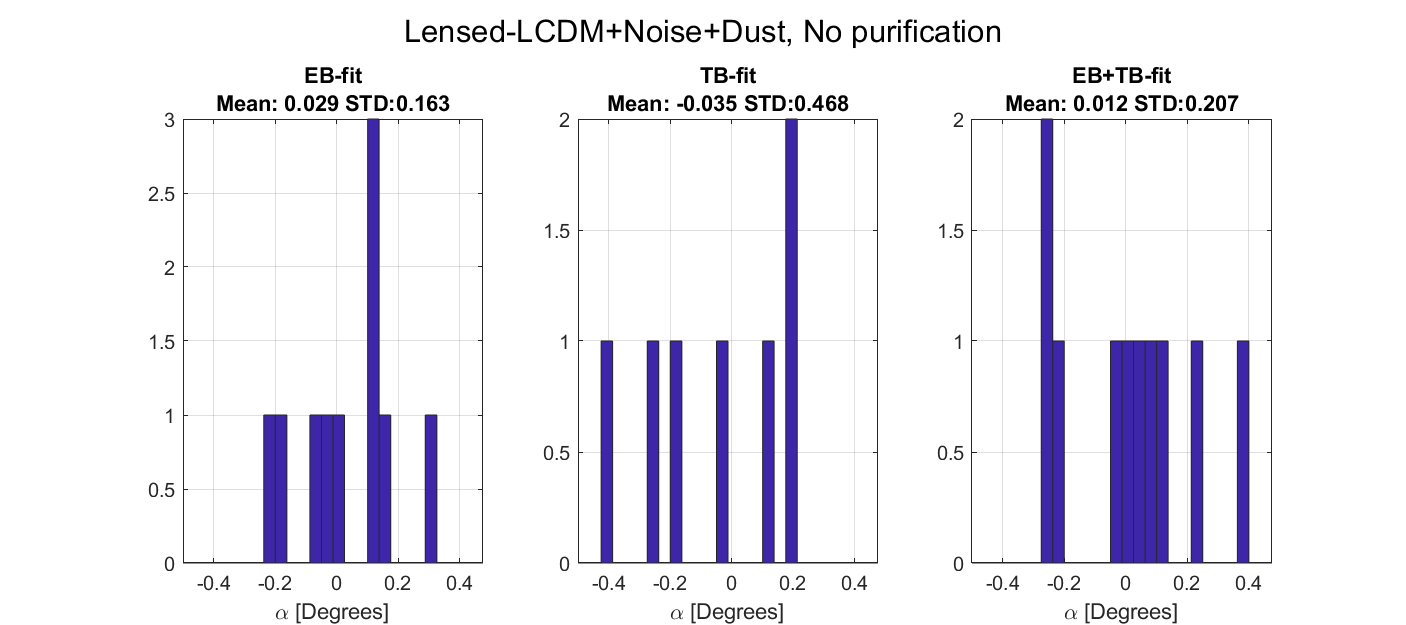 Lensed-LCDM+Noise+Dust, No purification
EB-fit
Mean: 0.029 STD:0.163
3
2.5
2
1.5
1
0.5
0
-0.4 -0.2 0 0.2 0.4
α [Degrees]
TB-fit
Mean: -0.035 STD:0.468
2
1.5
1
0.5
0
-0.4 -0.2 0 0.2 0.4
α [Degrees]
EB+TB-fit
Mean: 0.012 STD:0.207
2
1.5
1
0.5
0
-0.4 -0.2 0 0.2 0.4
α [Degrees]